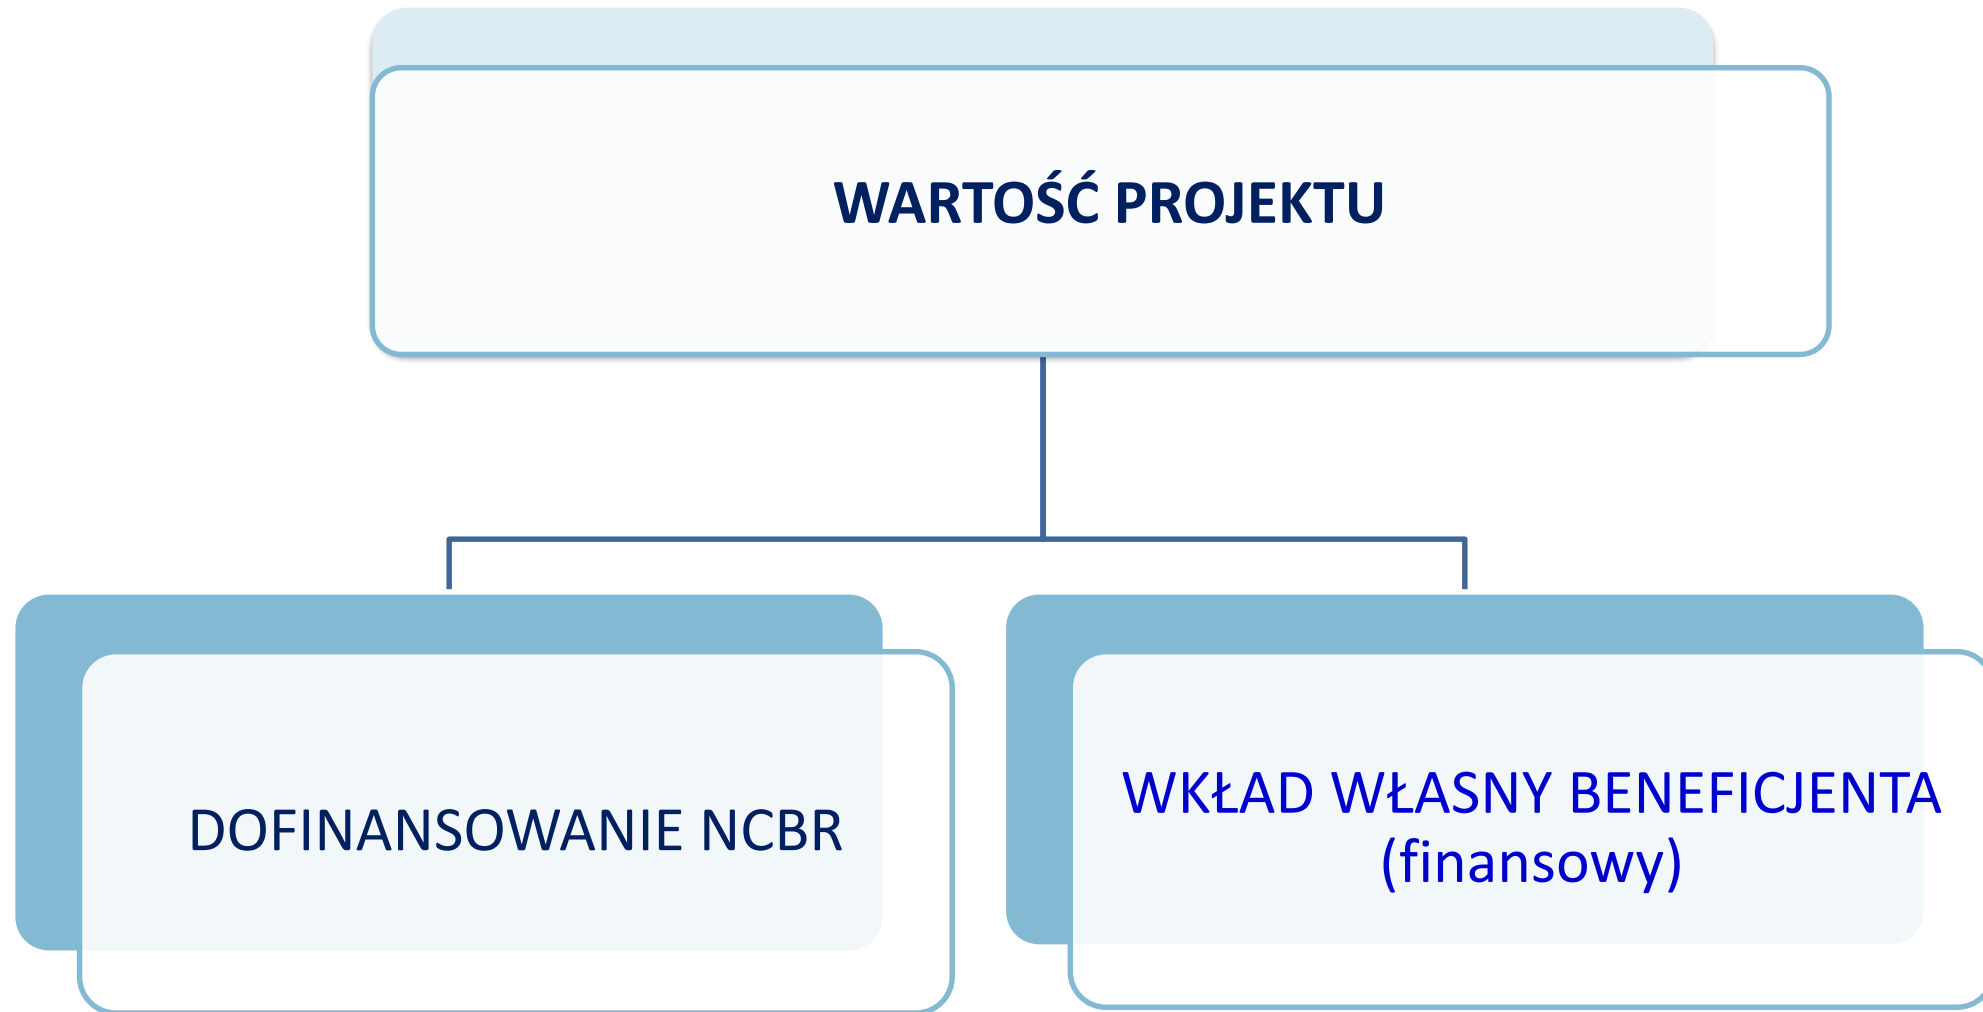 WARTOŚĆ PROJEKTU
DOFINANSOWANIE NCBR
WKŁAD WŁASNY BENEFICJENTA
(finansowy)